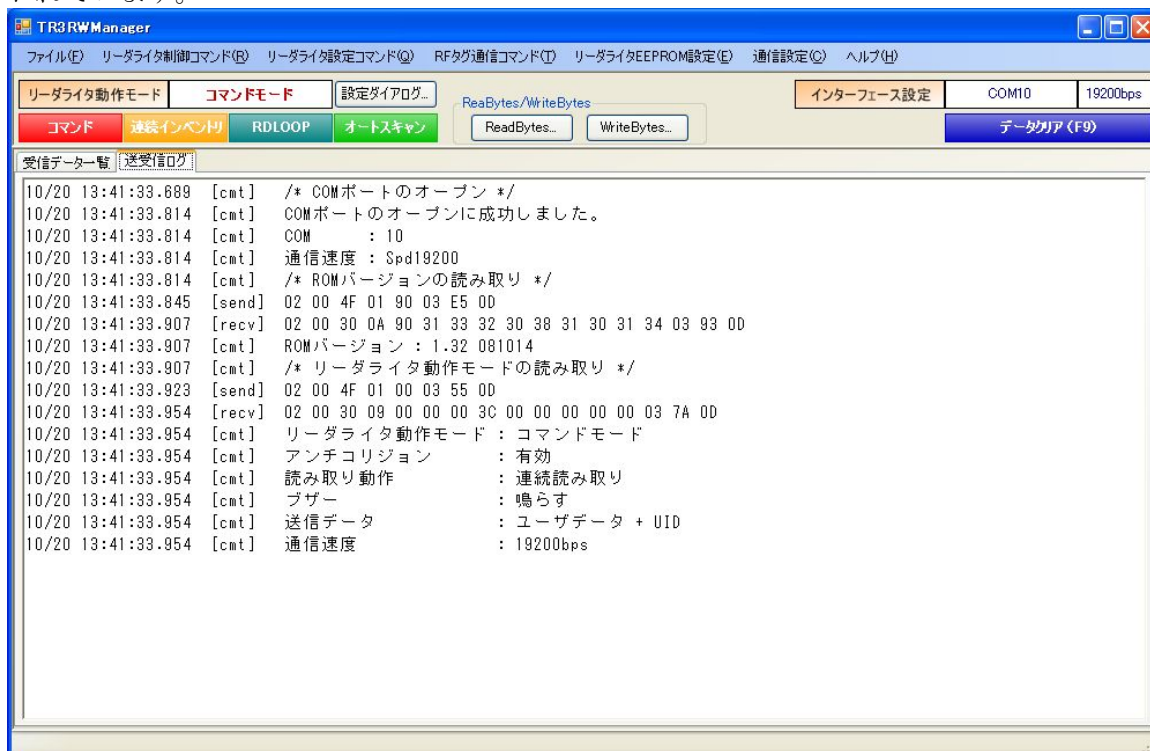 TR3RWManager
ファイル(F) リーダライタ制御コマンド(R) リーダライタ設定コマンド(Q) RFタグ通信コマンド(T) リーダライタEEPROM設定(E) 通信設定(C) ヘルプ(H)
リーダライタ動作モード コマンドモード 設定ダイアログ... ReaBytes/WriteBytes インターフェース設定 COM10 19200bps
コマンド 連続インベントリ RDLOOP オートスキャン ReadBytes... WriteBytes... データクリア(F9)
受信データ一覧 送受信ログ
10/20 13:41:33.689 [cmt] /* COMポートのオープン */
10/20 13:41:33.814 [cmt] COMポートのオープンに成功しました。
10/20 13:41:33.814 [cmt] COM : 10
10/20 13:41:33.814 [cmt] 通信速度 : Spd19200
10/20 13:41:33.814 [cmt] /* ROMバージョンの読み取り */
10/20 13:41:33.845 [send] 02 00 4F 01 90 03 E5 0D
10/20 13:41:33.907 [recv] 02 00 30 0A 90 31 33 32 30 38 31 30 31 34 03 93 0D
10/20 13:41:33.907 [cmt] ROMバージョン : 1.32 081014
10/20 13:41:33.907 [cmt] /* リーダライタ動作モードの読み取り */
10/20 13:41:33.923 [send] 02 00 4F 01 00 03 55 0D
10/20 13:41:33.954 [recv] 02 00 30 09 00 00 00 3C 00 00 00 00 00 03 7A 0D
10/20 13:41:33.954 [cmt] リーダライタ動作モード : コマンドモード
10/20 13:41:33.954 [cmt] アンチコリジョン : 有効
10/20 13:41:33.954 [cmt] 読み取り動作 : 連続読み取り
10/20 13:41:33.954 [cmt] ブザー : 鳴らす
10/20 13:41:33.954 [cmt] 送信データ : ユーザデータ + UID
10/20 13:41:33.954 [cmt] 通信速度 : 19200bps